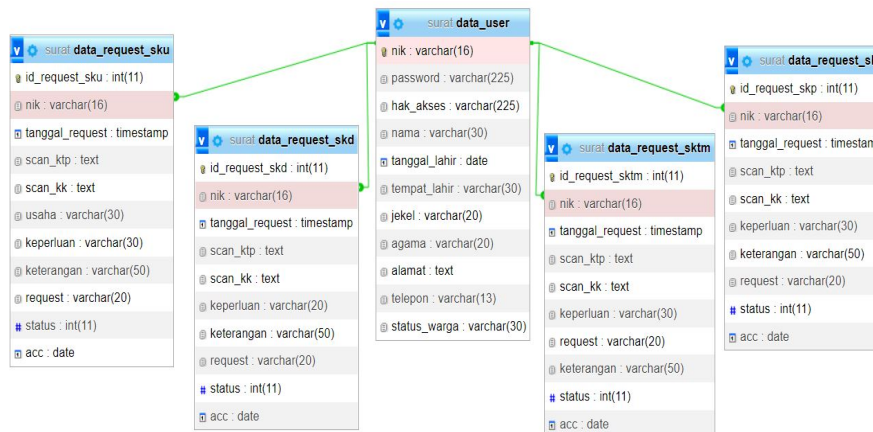 surat data_request_sku
id_request_sku : int(11)
nik : varchar(16)
tanggal_request : timestamp
scan_ktp : text
scan_kk : text
usaha : varchar(30)
keperluan : varchar(30)
keterangan : varchar(50)
request : varchar(20)
status : int(11)
acc : date
surat data_request_skd
id_request_skd : int(11)
nik : varchar(16)
tanggal_request : timestamp
scan_ktp : text
scan_kk : text
keperluan : varchar(20)
keterangan : varchar(50)
request : varchar(20)
status : int(11)
acc : date
surat data_user
nik : varchar(16)
password : varchar(225)
hak_akses : varchar(225)
nama : varchar(30)
tanggal_lahir : date
tempat_lahir : varchar(30)
jekel : varchar(20)
agama : varchar(20)
alamat : text
telepon : varchar(13)
status_warga : varchar(30)
surat data_request_sktm
id_request_sktm : int(11)
nik : varchar(16)
tanggal_request : timestamp
scan_ktp : text
scan_kk : text
keperluan : varchar(30)
request : varchar(20)
keterangan : varchar(50)
status : int(11)
acc : date
surat
id_request_skp : int(11)
nik : varchar(16)
tanggal_request :
scan_ktp : text
scan_kk : text
keperluan : varchar(30)
keterangan : varchar(50)
request : varchar(20)
status : int(11)
acc : date